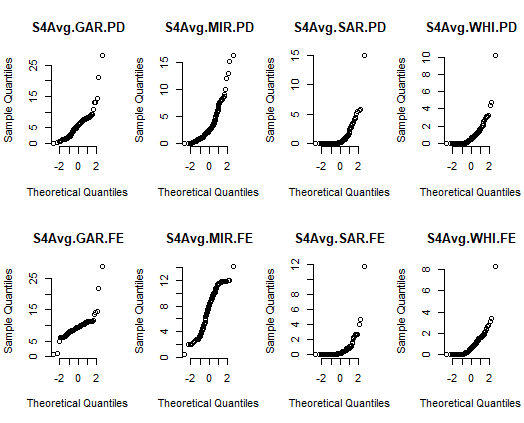 S4Avg.GAR.PD S4Avg.MIR.PD S4Avg.SAR.PD S4Avg.WHI.PD
Sample Quantiles Sample Quantiles Sample Quantiles Sample Quantiles
0 5 15 25 0 5 10 15 0 5 10 15 0 2 4 6 8 10
-2 0 2 -2 0 2 -2 0 2 -2 0 2
Theoretical Quantiles Theoretical Quantiles Theoretical Quantiles Theoretical Quantiles
S4Avg.GAR.FE S4Avg.MIR.FE S4Avg.SAR.FE S4Avg.WHI.FE
Sample Quantiles Sample Quantiles Sample Quantiles Sample Quantiles
0 5 15 25 0 4 8 12 0 2 4 6 8 12 0 2 4 6 8
-2 0 2 -2 0 2 -2 0 2 -2 0 2
Theoretical Quantiles Theoretical Quantiles Theoretical Quantiles Theoretical Quantiles